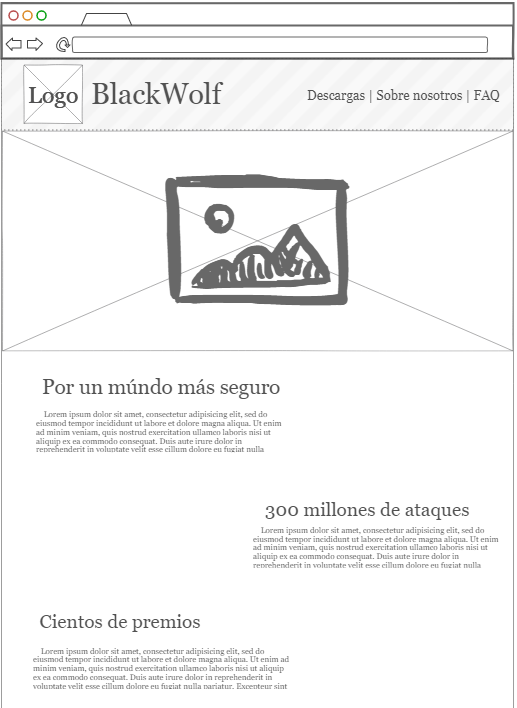 Logo BlackWolf
Descargas | Sobre nosotros | FAQ
Por un múndo más seguro
Lorem ipsum dolor sit amet, consectetur adipisicing elit, sed do
eiusmod tempor incididunt ut labore et dolore magna aliqua. Ut enim
ad minim veniam, quis nostrud exercitation ullamco laboris nisi ut
aliquip ex ea commodo consequat. Duis aute irure dolor in
reprehenderit in voluptate velit esse cillum dolore eu fugiat nulla
300 millones de ataques
Lorem ipsum dolor sit amet, consectetur adipisicing elit, sed do
eiusmod tempor incididunt ut labore et dolore magna aliqua. Ut enim
ad minim veniam, quis nostrud exercitation ullamco laboris nisi ut
aliquip ex ea commodo consequat. Duis aute irure dolor in
reprehenderit in voluptate velit esse cillum dolore eu fugiat nulla
Cientos de premios
Lorem ipsum dolor sit amet, consectetur adipisicing elit, sed do
eiusmod tempor incididunt ut labore et dolore magna aliqua. Ut enim ad
minim veniam, quis nostrud exercitation ullamco laboris nisi ut aliquip
ex ea commodo consequat. Duis aute irure dolor in reprehenderit in
voluptate velit esse cillum dolore eu fugiat nulla pariatur. Excepteur sint